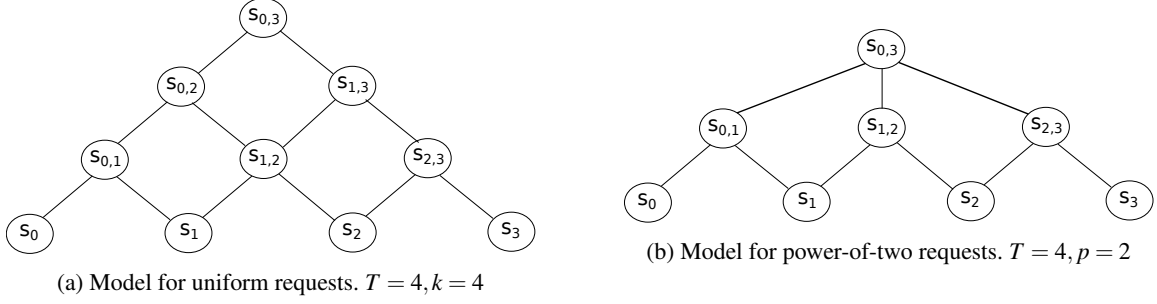 s0,3
s0,2
s1,3
s0,1
s1,2
s2,3
s0
s1
s2
s3
(a) Model for uniform requests. T = 4, k = 4
s0,3
s0,1
s1,2
s2,3
s0
s1
s2
s3
(b) Model for power-of-two requests. T = 4, p = 2